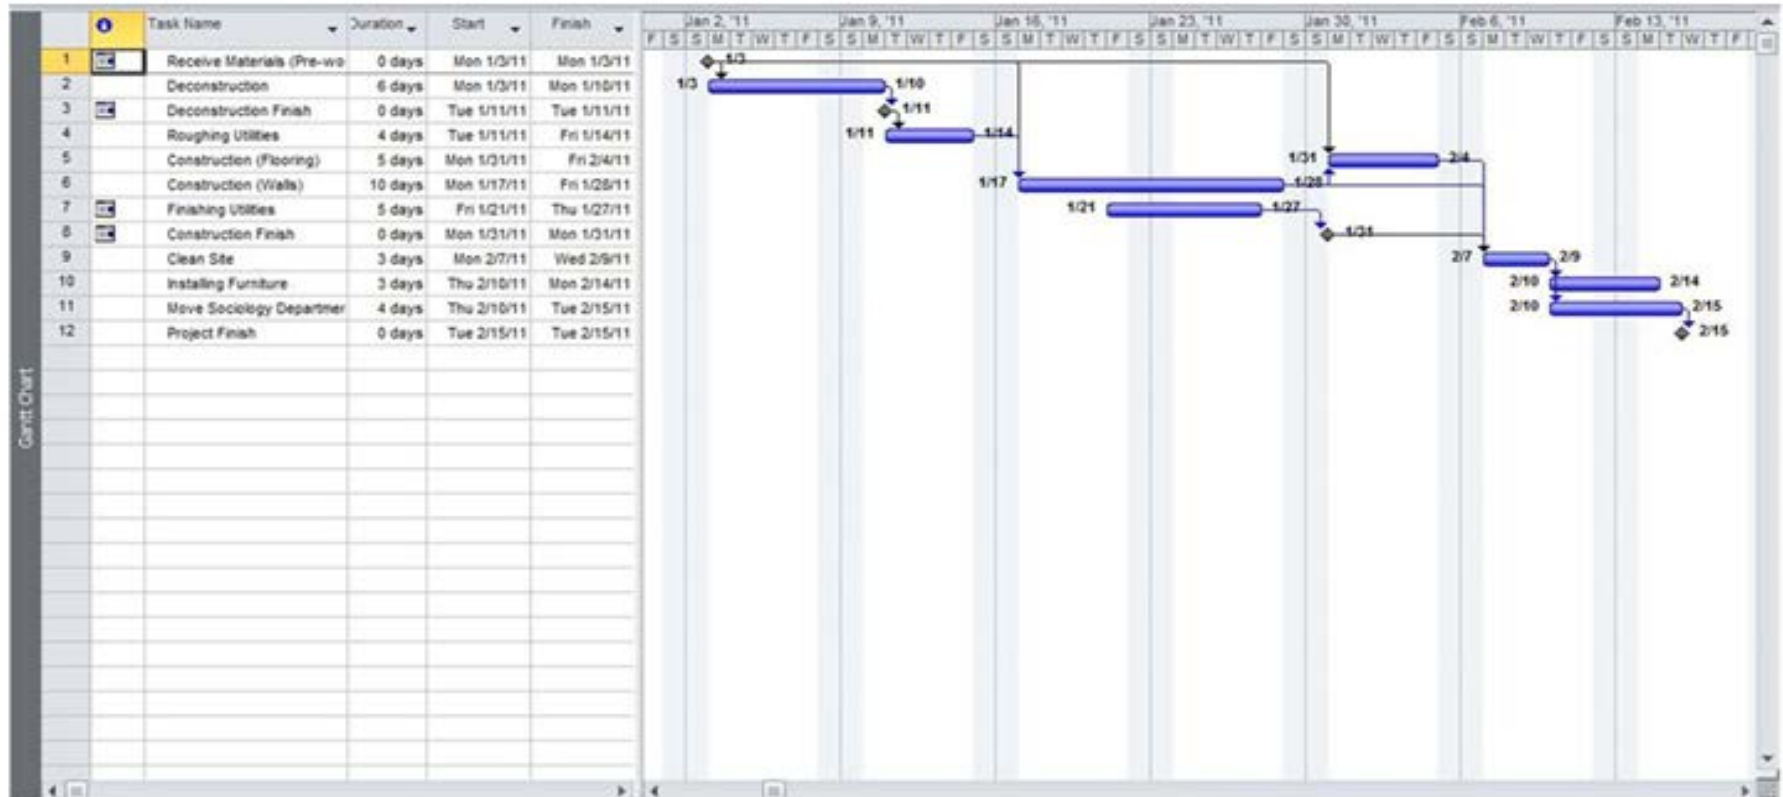 Task Name Duration Start Finish
Jan 2, '11 Jan 9, '11 Jan 16, '11 Jan 23, '11 Jan 30, '11 Feb 6, '11 Feb 13, '11
F S S M T W T F S S M T W T F S S M T W T F S S M T W T F S S M T W T F S S M T W T F S S M T W T F
1 Receive Materials (Pre-wo 0 days Mon 1/3/11 Mon 1/3/11 1/3
2 Deconstruction 6 days Mon 1/3/11 Mon 1/10/11 1/3 1/10
3 Deconstruction Finish 0 days Tue 1/11/11 Tue 1/11/11 1/11
4 Roughing Utilities 4 days Tue 1/11/11 Fri 1/14/11 1/11 1/14
5 Construction (Flooring) 5 days Mon 1/31/11 Fri 2/4/11 1/31 2/4
6 Construction (Walls) 10 days Mon 1/17/11 Fri 1/28/11 1/17 1/28
7 Finishing Utilities 5 days Fri 1/21/11 Thu 1/27/11 1/21 1/27
8 Construction Finish 0 days Mon 1/31/11 Mon 1/31/11 1/31
9 Clean Site 3 days Mon 2/7/11 Wed 2/9/11 2/7 2/9
10 Installing Furniture 3 days Thu 2/10/11 Mon 2/14/11 2/10 2/14
11 Move Sociology Departmer 4 days Thu 2/10/11 Tue 2/15/11 2/10 2/15
12 Project Finish 0 days Tue 2/15/11 Tue 2/15/11 2/15
Gantt Chart